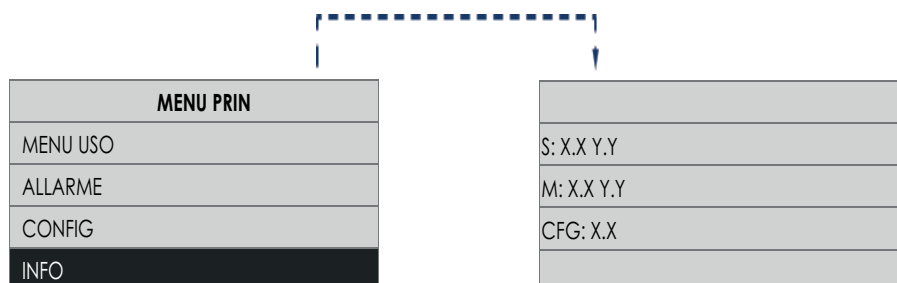 MENU PRIN
MENU USO
ALLARME
CONFIG
INFO
S: X.X Y.Y
M: X.X Y.Y
CFG: X.X